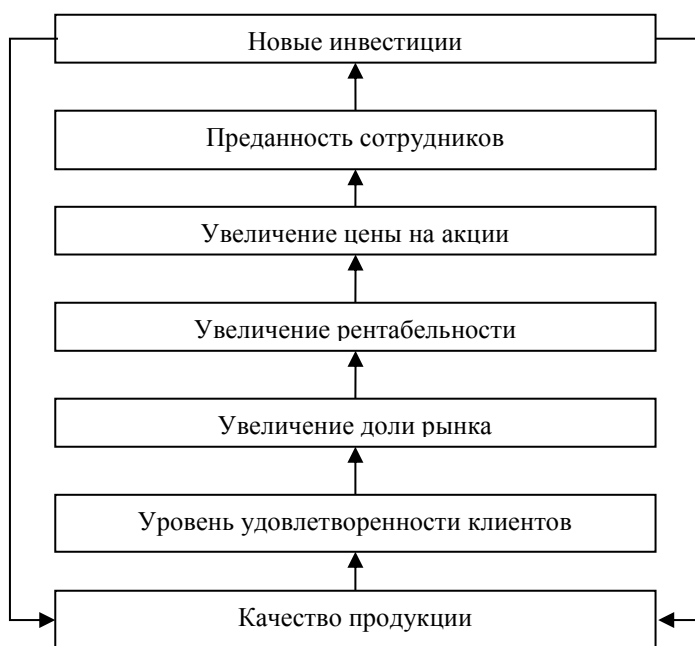 Новые инвестиции
Преданность сотрудников
Увеличение цены на акции
Увеличение рентабельности
Увеличение доли рынка
Уровень удовлетворенности клиентов
Качество продукции